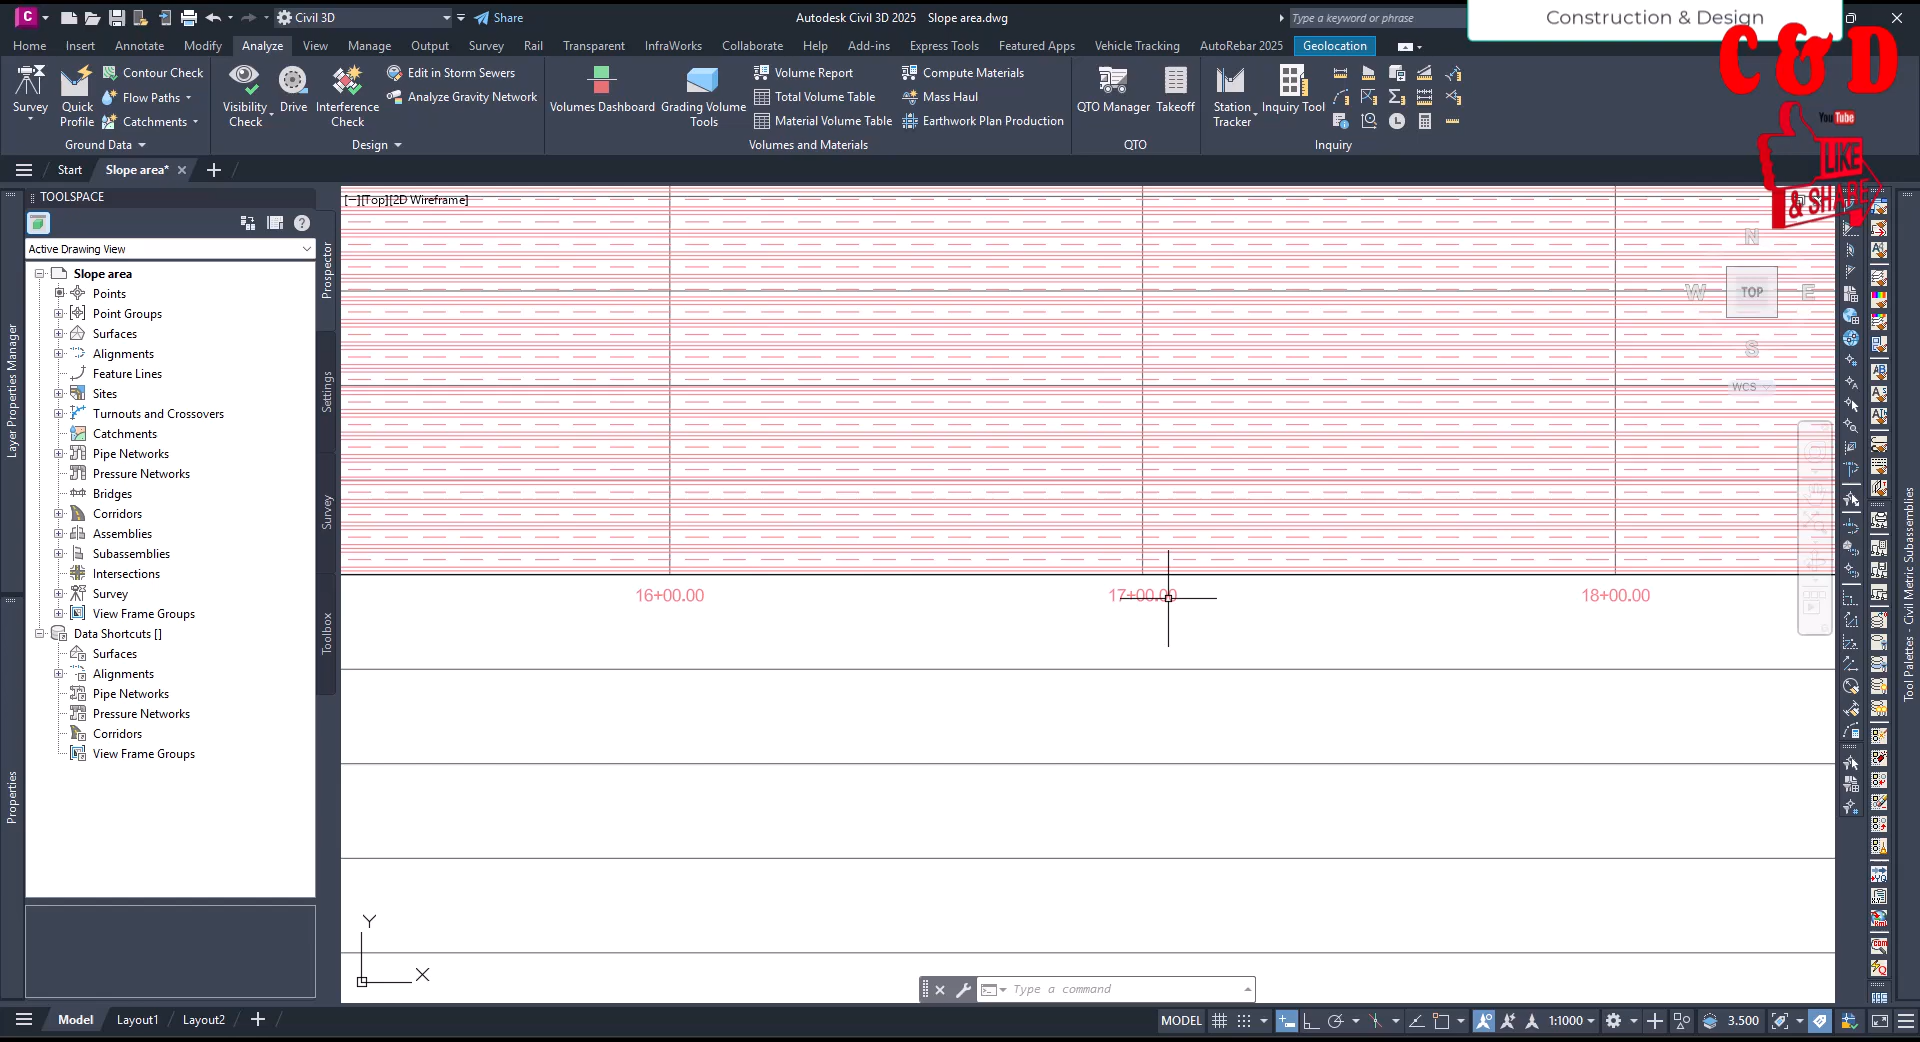 Civil 3D
Share
Autodesk Civil 3D 2025 Slope area.dwg
Type a keyword or phrase
Construction & Design
C & D
You Tube
LIKE
& SHARE
Home Insert Annotate Modify Analyze View Manage Output Survey Rail Transparent InfraWorks Collaborate Help Add-ins Express Tools Featured Apps Vehicle Tracking AutoRebar 2025 Geolocation
Survey
Quick Profile
Contour Check
Flow Paths
Catchments
Ground Data
Visibility Check
Drive
Interference Check
Edit in Storm Sewers
Analyze Gravity Network
Design
Volumes Dashboard
Grading Volume Tools
Volume Report
Total Volume Table
Material Volume Table
Compute Materials
Mass Haul
Earthwork Plan Production
Volumes and Materials
QTO Manager
Takeoff
QTO
Station Tracker
Inquiry Tool
Inquiry
Start
Slope area*
TOOLSPACE
Active Drawing View
Slope area
Points
Point Groups
Surfaces
Alignments
Feature Lines
Sites
Turnouts and Crossovers
Catchments
Pipe Networks
Pressure Networks
Bridges
Corridors
Assemblies
Subassemblies
Intersections
Survey
View Frame Groups
Data Shortcuts []
Surfaces
Alignments
Pipe Networks
Pressure Networks
Corridors
View Frame Groups
Layer Properties Manager
Properties
Prospector
Settings
Survey
Toolbox
[−][Top][2D Wireframe]
N
W
TOP
E
S
WCS
16+00.00
17+00.00
18+00.00
Y
X
Tool Palettes - Civil Metric Subassemblies
Type a command
Model
Layout1
Layout2
MODEL
1:1000
3.500